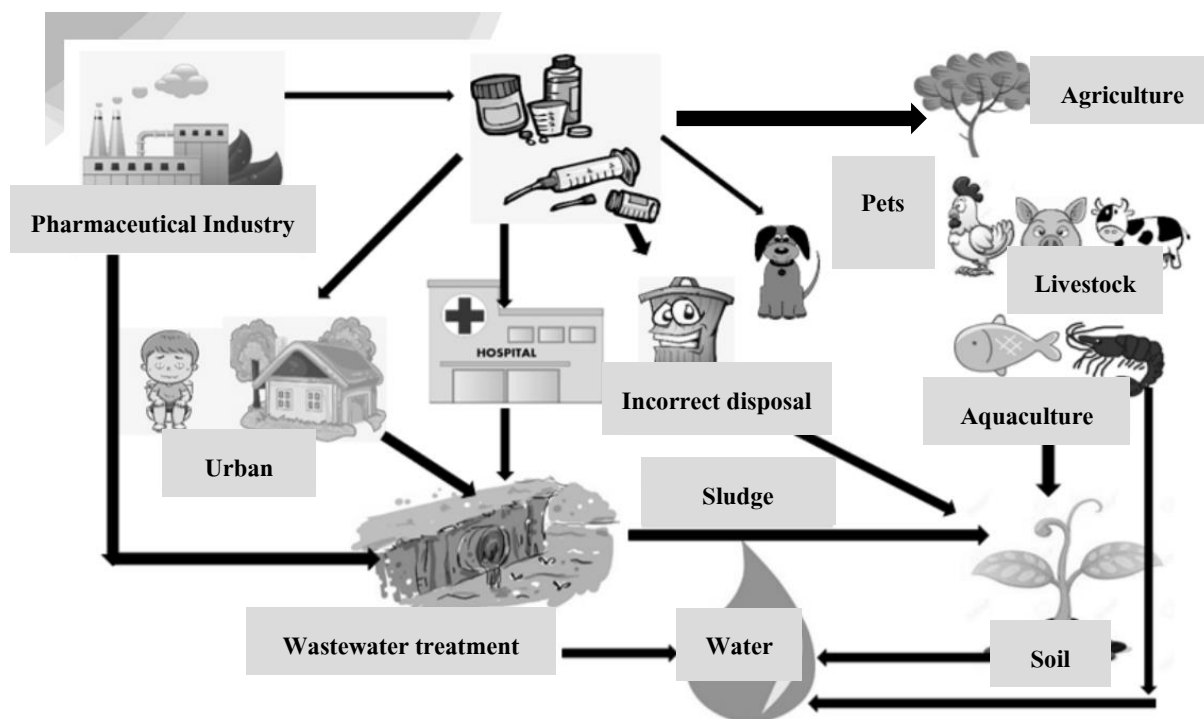 Agriculture
Pets
Pharmaceutical Industry
Livestock
HOSPITAL
Incorrect disposal
Aquaculture
Urban
Sludge
Wastewater treatment
Water
Soil